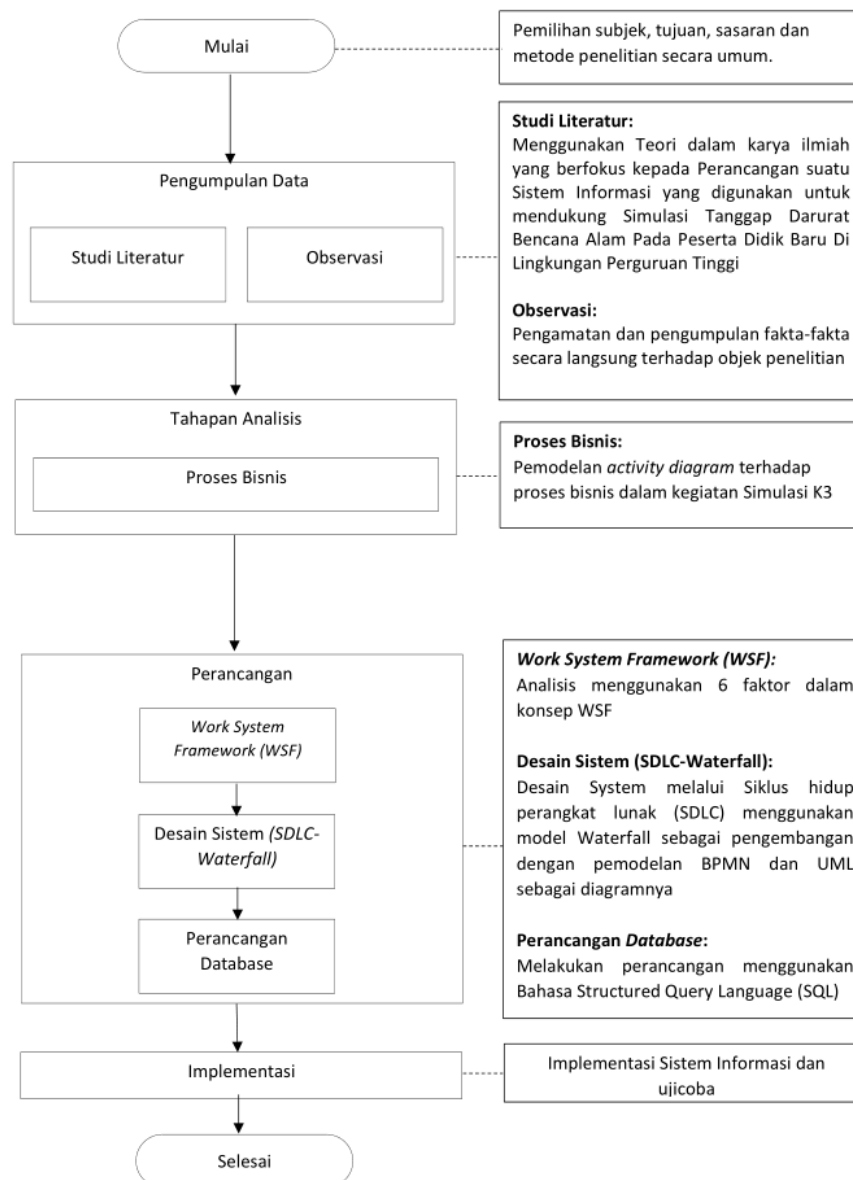 Mulai
Pemilihan subjek, tujuan, sasaran dan
metode penelitian secara umum.
Pengumpulan Data
Studi Literatur
Observasi
Studi Literatur:
Menggunakan Teori dalam karya ilmiah
yang berfokus kepada Perancangan suatu
Sistem Informasi yang digunakan untuk
mendukung Simulasi Tanggap Darurat
Bencana Alam Pada Peserta Didik Baru Di
Lingkungan Perguruan Tinggi
Observasi:
Pengamatan dan pengumpulan fakta-fakta
secara langsung terhadap objek penelitian
Tahapan Analisis
Proses Bisnis
Proses Bisnis:
Pemodelan activity diagram terhadap
proses bisnis dalam kegiatan Simulasi K3
Perancangan
Work System
Framework (WSF)
Desain Sistem (SDLC-
Waterfall)
Perancangan
Database
Work System Framework (WSF):
Analisis menggunakan 6 faktor dalam
konsep WSF
Desain Sistem (SDLC-Waterfall):
Desain System melalui Siklus hidup
perangkat lunak (SDLC) menggunakan
model Waterfall sebagai pengembangan
dengan pemodelan BPMN dan UML
sebagai diagramnya
Perancangan Database:
Melakukan perancangan menggunakan
Bahasa Structured Query Language (SQL)
Implementasi
Implementasi Sistem Informasi dan
ujicoba
Selesai